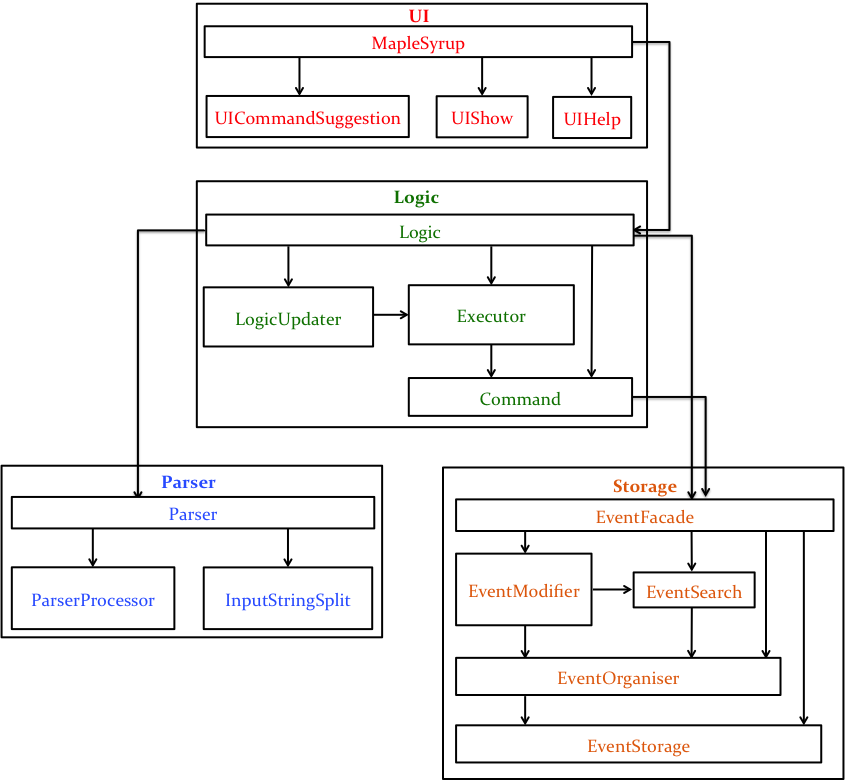 UI
MapleSyrup
UICommandSuggestion
UIShow
UIHelp
Logic
Logic
LogicUpdater
Executor
Command
Parser
Parser
ParserProcessor
InputStringSplit
Storage
EventFacade
EventModifier
EventSearch
EventOrganiser
EventStorage